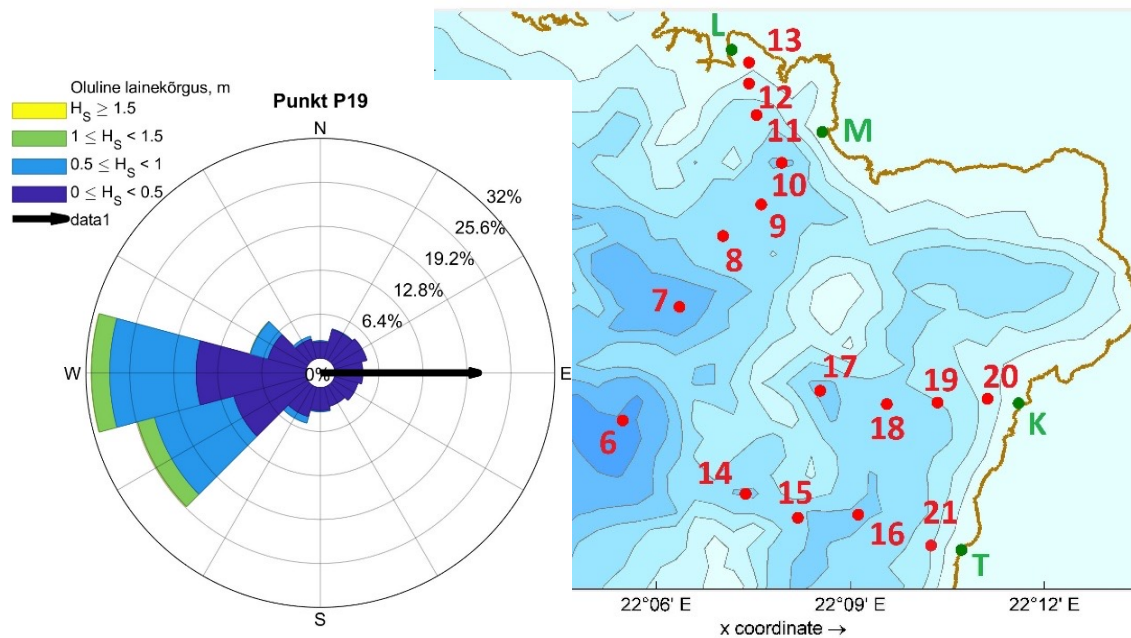 Oluline lainekõrgus, m
H_S ≥ 1.5
1 ≤ H_S < 1.5
0.5 ≤ H_S < 1
0 ≤ H_S < 0.5
data1
Punkt P19
N
32%
25.6%
19.2%
12.8%
6.4%
0%
W
E
S
L
13
12
11
M
10
9
8
7
17
19
20
6
18
K
14
15
16
21
T
22°06' E
22°09' E
22°12' E
x coordinate →